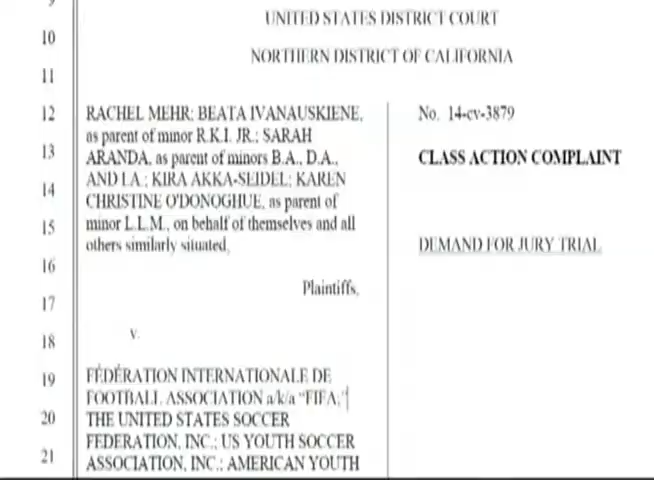 9
UNITED STATES DISTRICT COURT
10
NORTHERN DISTRICT OF CALIFORNIA
11
12 RACHEL MEHR; BEATA IVANAUSKIENE, No. 14-cv-3879
as parent of minor R.K.I. JR.; SARAH
13 ARANDA, as parent of minors B.A., D.A., CLASS ACTION COMPLAINT
AND I.A.; KIRA AKKA-SEIDEL; KAREN
14 CHRISTINE O'DONOGHUE, as parent of
15 minor L.L.M., on behalf of themselves and all
others similarly situated, DEMAND FOR JURY TRIAL
16
Plaintiffs,
17
v.
18
19 FÉDÉRATION INTERNATIONALE DE
FOOTBALL ASSOCIATION a/k/a "FIFA;"
20 THE UNITED STATES SOCCER
FEDERATION, INC.; US YOUTH SOCCER
21 ASSOCIATION, INC.; AMERICAN YOUTH